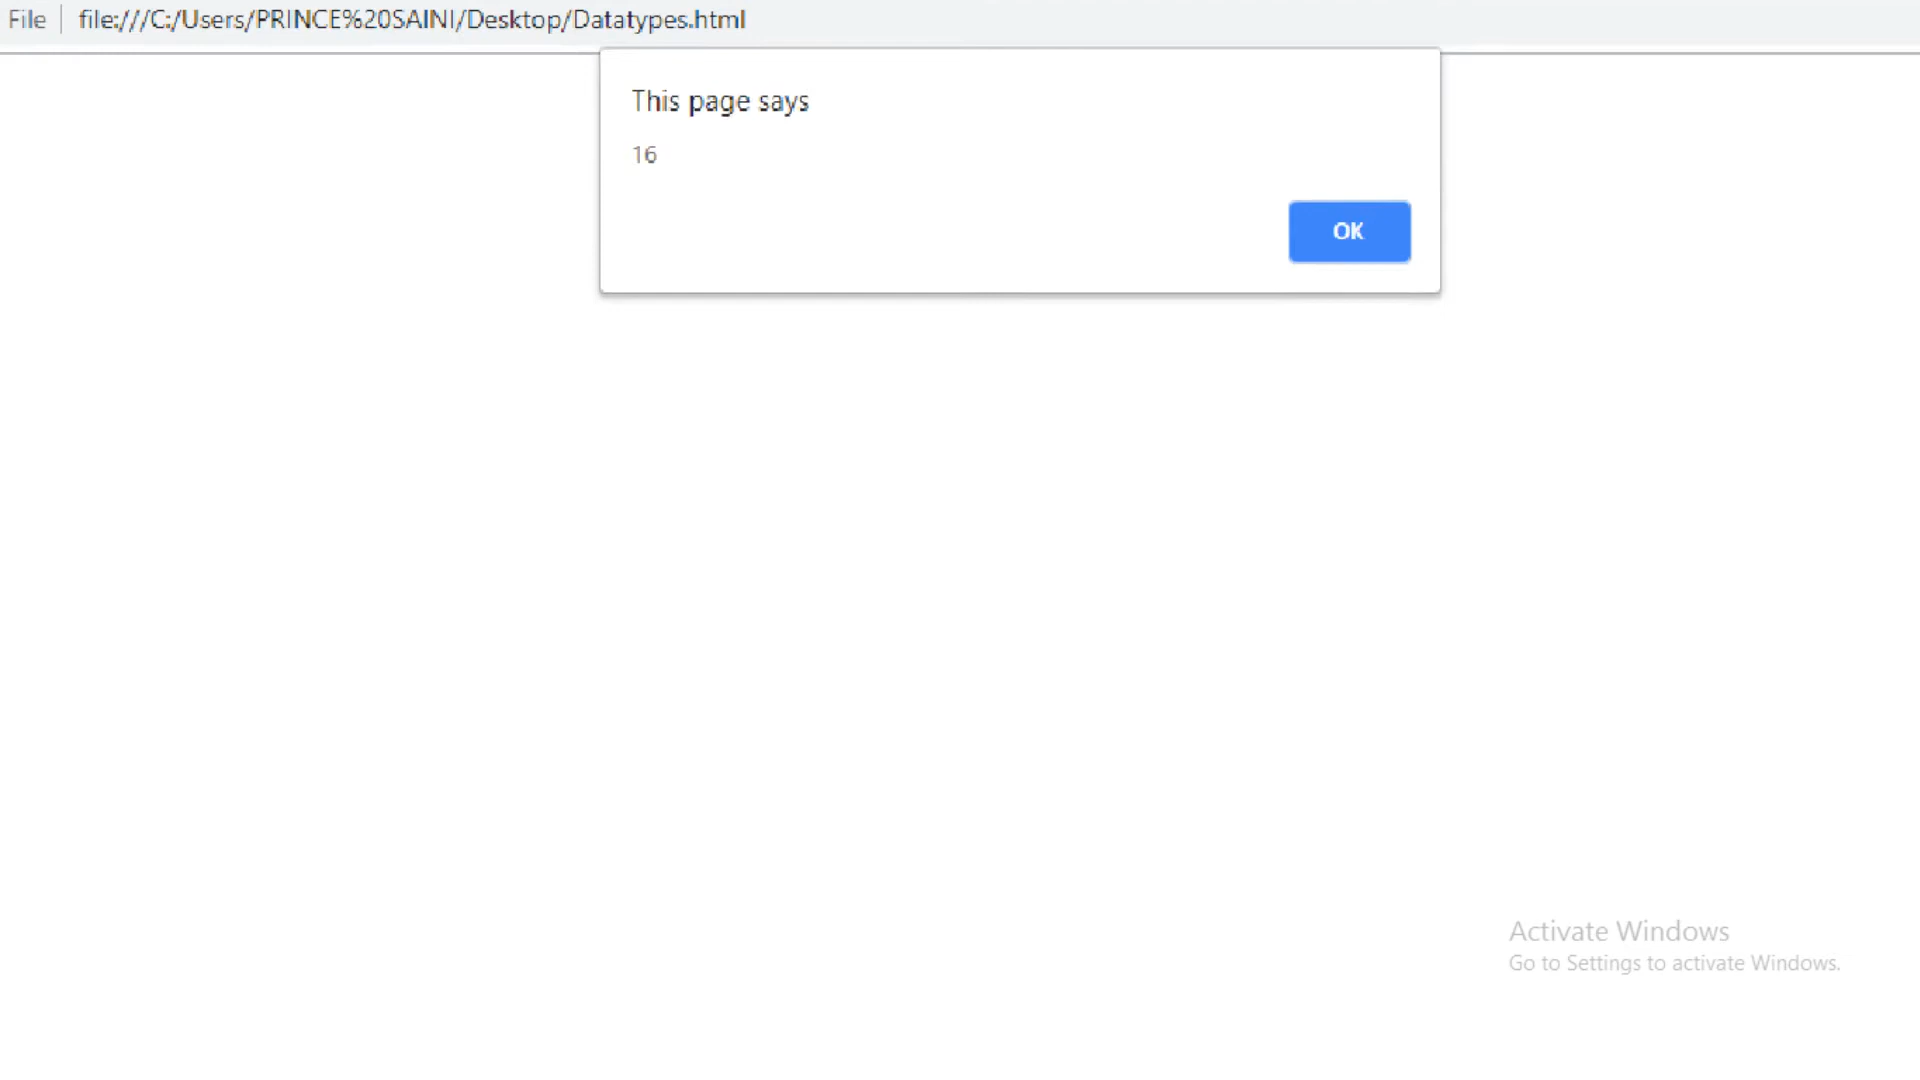 File file:///C:/Users/PRINCE%20SAINI/Desktop/Datatypes.html
This page says
16
OK
Activate Windows
Go to Settings to activate Windows.